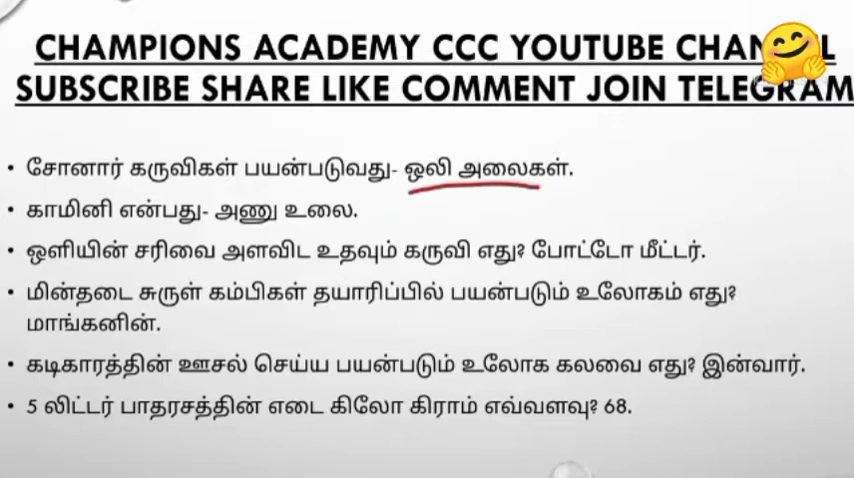 CHAMPIONS ACADEMY CCC YOUTUBE
SUBSCRIBE SHARE LIKE COMMENT JOIN TELEGRAM
• சோனார் கருவிகள் பயன்படுவது- ஒலி அலைகள்.
• காமினி என்பது- அணு உலை.
• ஒளியின் சரிவை அளவிட உதவும் கருவி எது? போட்டோ மீட்டர்.
• மின்தடை சுருள் கம்பிகள் தயாரிப்பில் பயன்படும் உலோகம் எது?
மாங்கனின்.
• கடிகாரத்தின் ஊசல் செய்ய பயன்படும் உலோக கலவை எது? இன்வார்.
• 5 லிட்டர் பாதரசத்தின் எடை கிலோ கிராம் எவ்வளவு? 68.